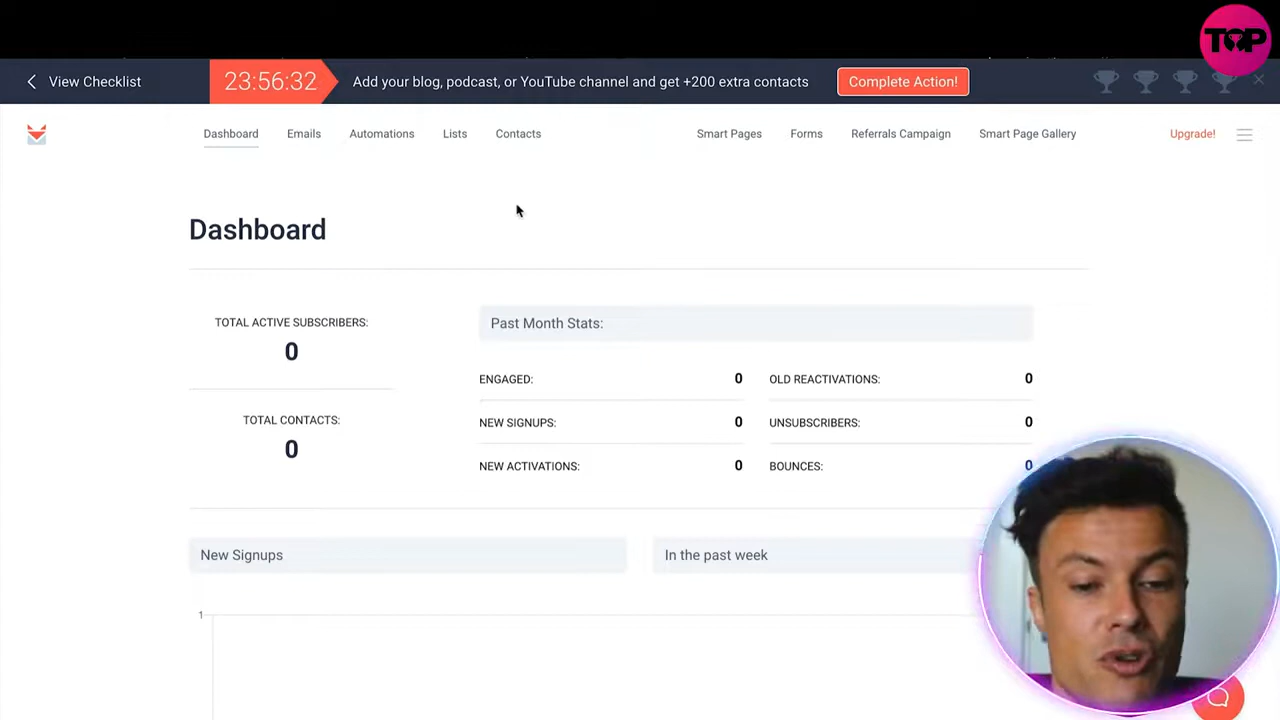 TOP
View Checklist
23:56:32
Add your blog, podcast, or YouTube channel and get +200 extra contacts
Complete Action!
Dashboard Emails Automations Lists Contacts Smart Pages Forms Referrals Campaign Smart Page Gallery Upgrade!
Dashboard
TOTAL ACTIVE SUBSCRIBERS:
0
TOTAL CONTACTS:
0
Past Month Stats:
ENGAGED: 0 OLD REACTIVATIONS: 0
NEW SIGNUPS: 0 UNSUBSCRIBERS: 0
NEW ACTIVATIONS: 0 BOUNCES: 0
New Signups In the past week
1